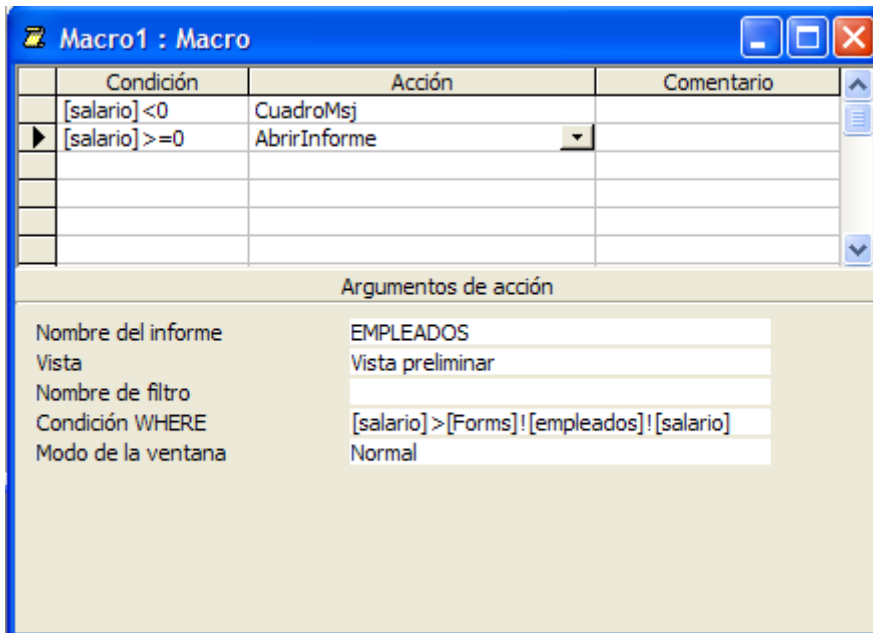 Macro1 : Macro
Condición Acción Comentario
[salario]<0 CuadroMsj
[salario]>=0 AbrirInforme
Argumentos de acción
Nombre del informe EMPLEADOS
Vista Vista preliminar
Nombre de filtro
Condición WHERE [salario]>[Forms]![empleados]![salario]
Modo de la ventana Normal